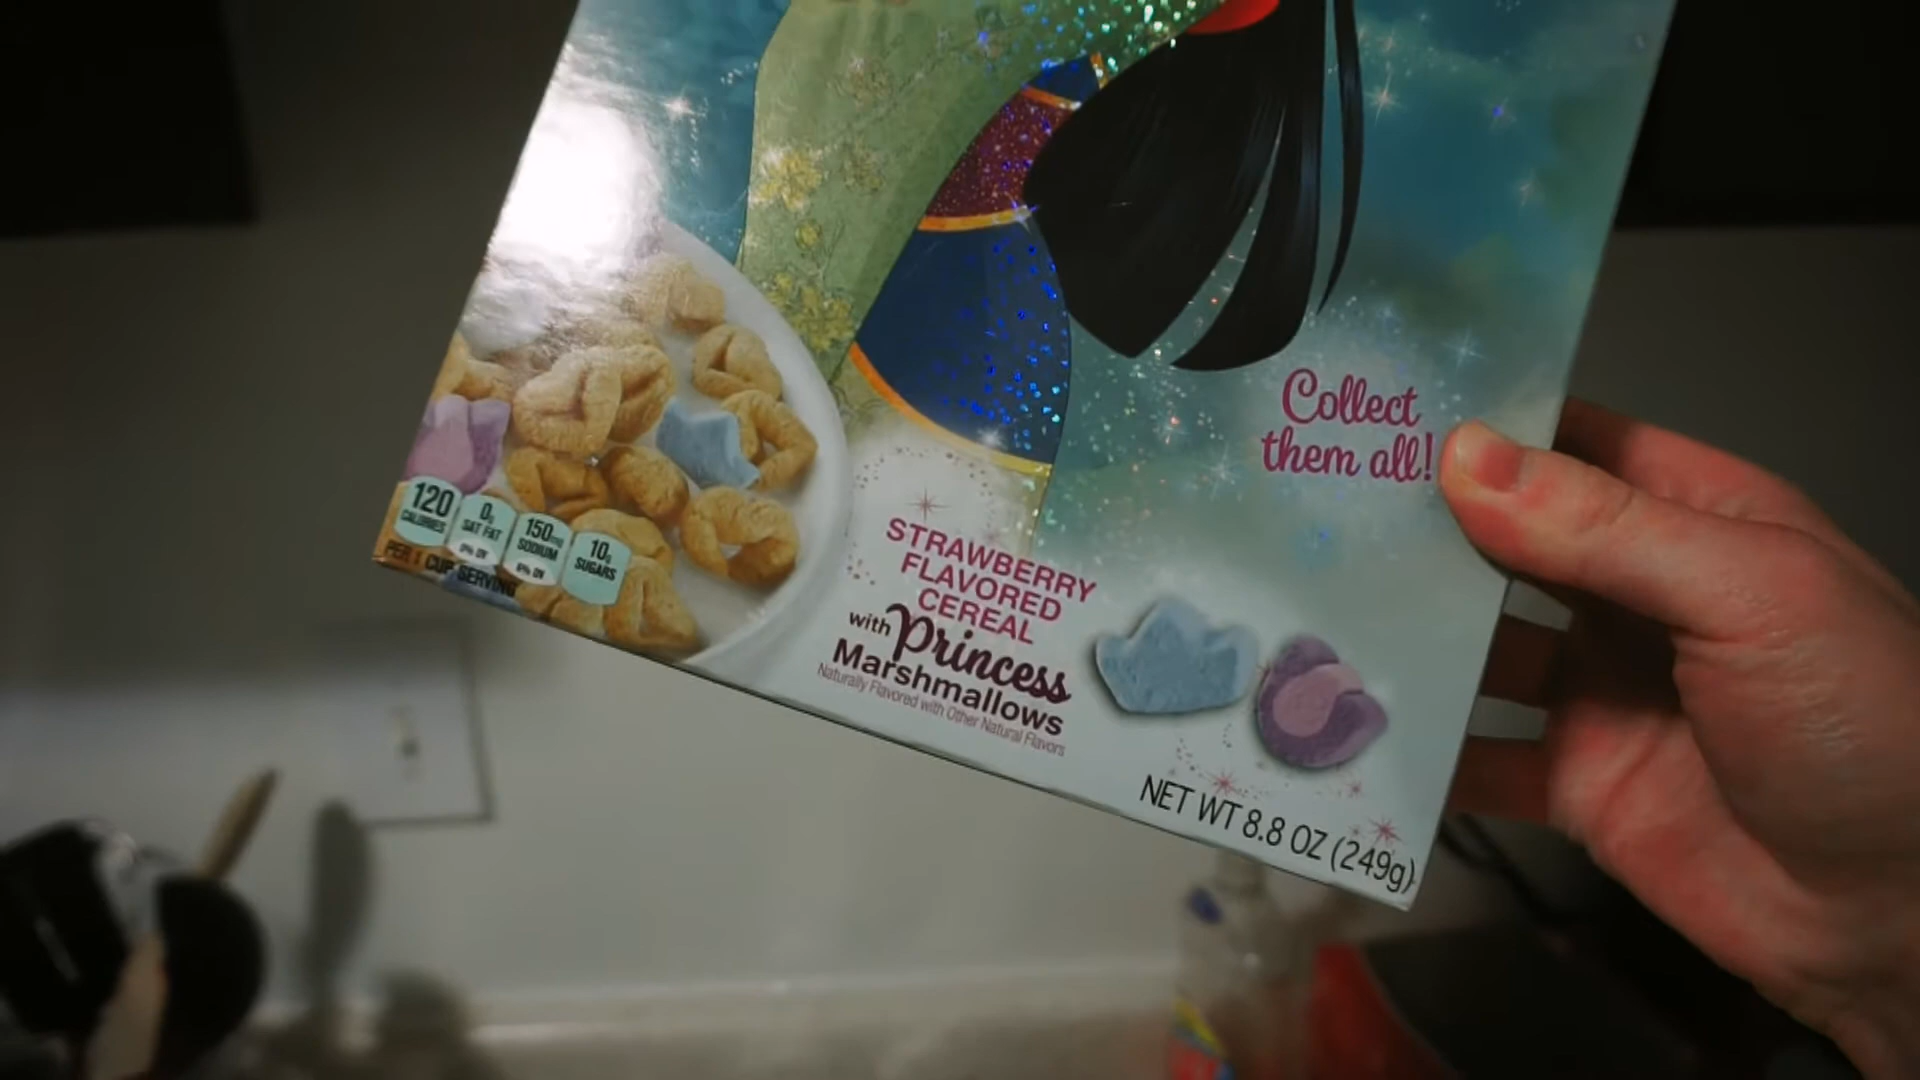 Collect
them all!
120
CALORIES
0g
SAT FAT
0% DV
150mg
SODIUM
6% DV
10g
SUGARS
PER 1 CUP SERVING
STRAWBERRY
FLAVORED
CEREAL
with Princess
Marshmallows
Naturally Flavored with Other Natural Flavors
NET WT 8.8 OZ (249g)